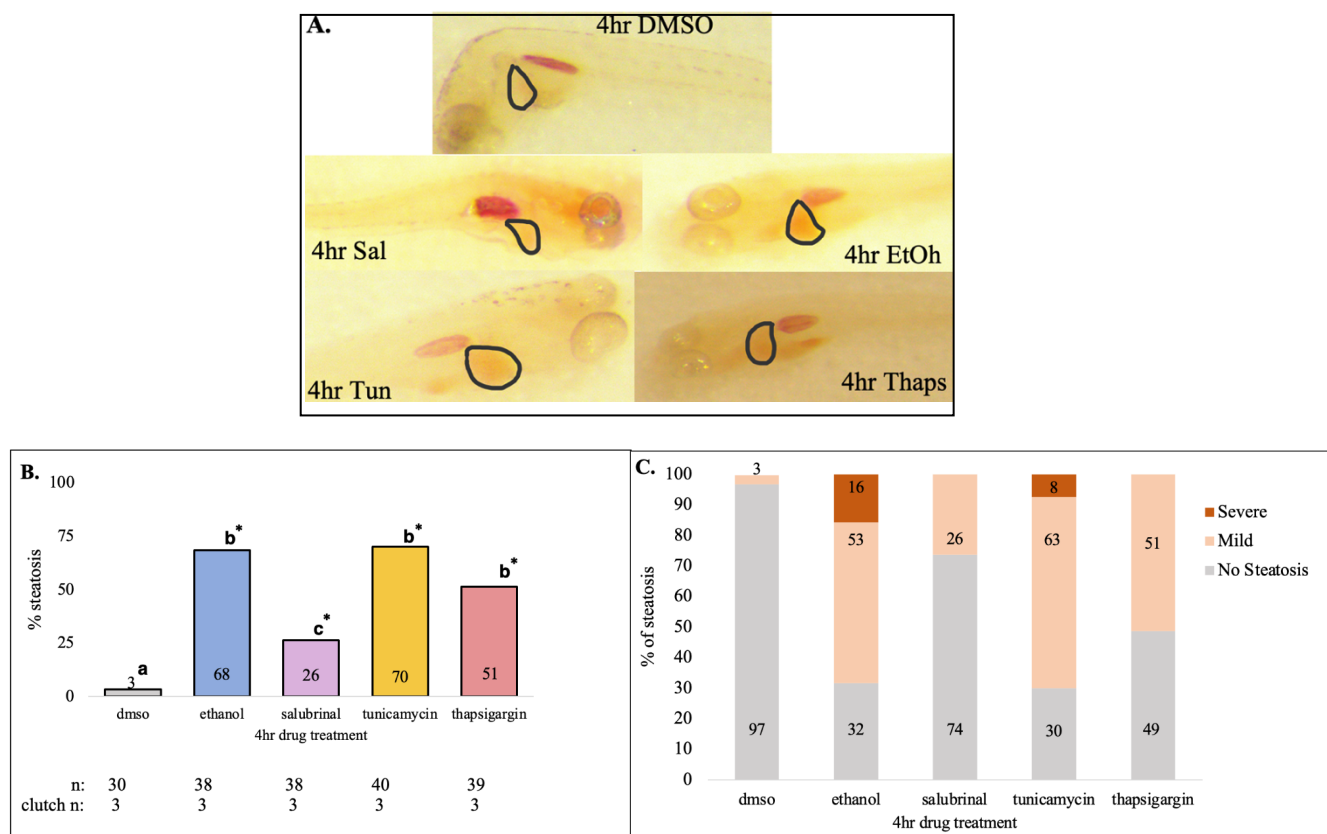 A.
4hr DMSO
4hr Sal
4hr EtOh
4hr Tun
4hr Thaps
B.
100
75
50
25
0
% steatosis
a
3
b*
68
c*
26
b*
70
b*
51
dmso ethanol salubrinal tunicamycin thapsigargin
4hr drug treatment
n: 30 38 38 40 39
clutch n: 3 3 3 3 3
C.
100
90
80
70
60
50
40
30
20
10
0
% of steatosis
3
97
16
53
32
26
74
8
63
30
51
49
dmso ethanol salubrinal tunicamycin thapsigargin
4hr drug treatment
Severe
Mild
No Steatosis